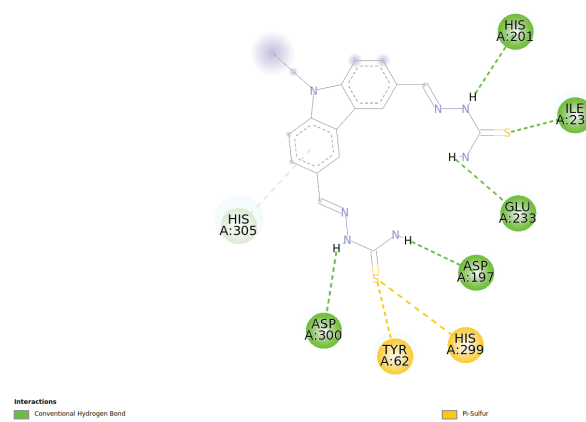 HIS
A:201
N
N
N
H
ILE
A:23
S
H
N
GLU
A:233
HIS
A:305
N
N
H
N
H
ASP
A:197
S
ASP
A:300
TYR
A:62
HIS
A:299
Interactions
Conventional Hydrogen Bond
Pi-Sulfur